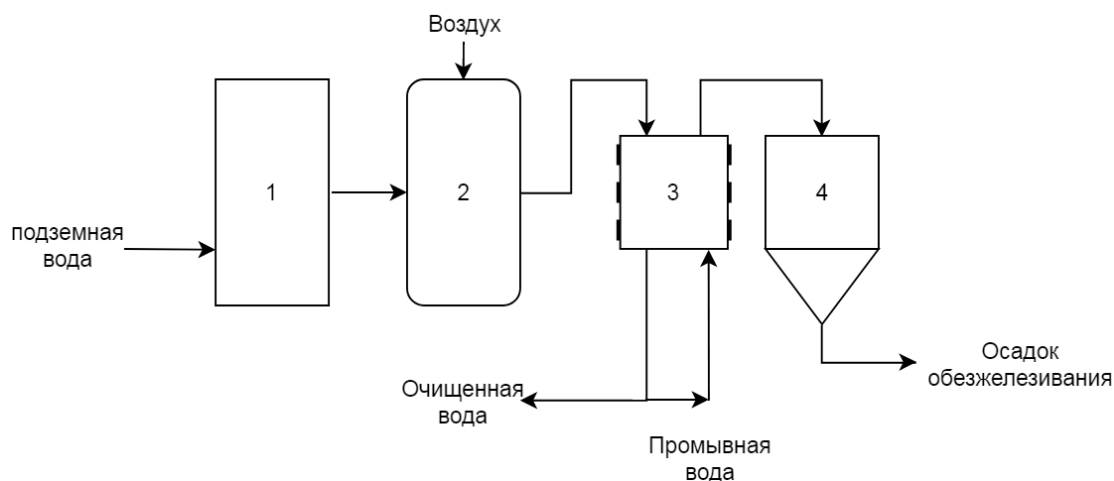 Воздух
1
2
3
4
подземная
вода
Очищенная
вода
Промывная
вода
Осадок
обезжелезивания